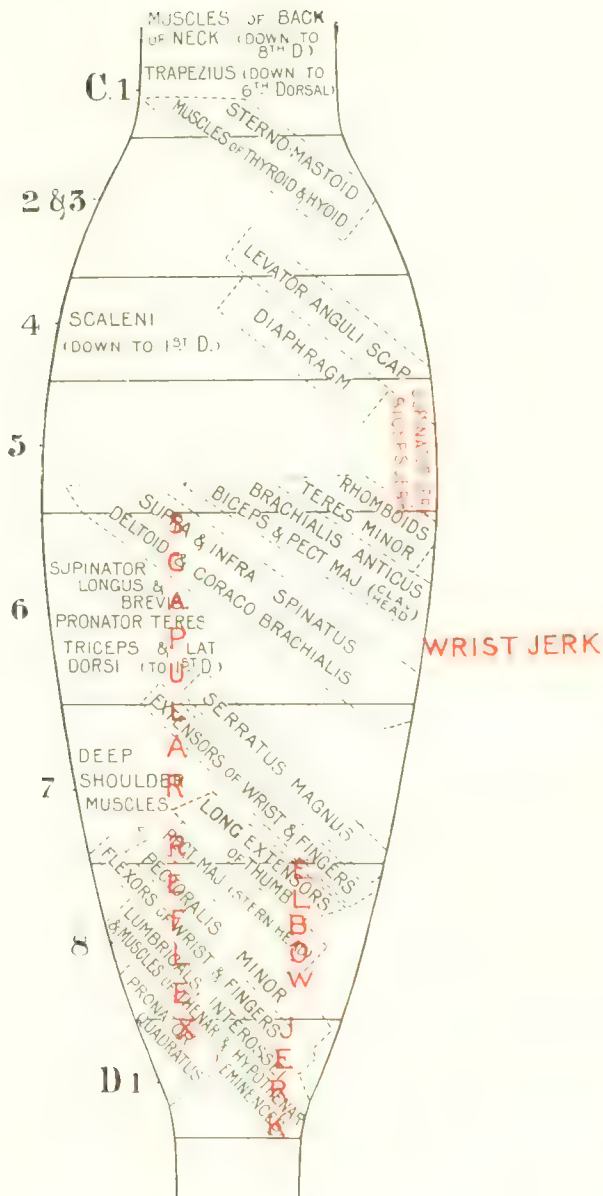 MUSCLES OF BACK
OF NECK (DOWN TO
8TH D)
TRAPEZIUS (DOWN TO
6TH DORSAL)
C.1
STERNO-MASTOID
MUSCLES OF THYROID & HYOID
2 & 3
LEVATOR ANGULI SCAP
DIAPHRAGM
4
SCALENI
(DOWN TO 1ST D.)
5
RHOMBOIDS
TERES MINOR
BRACHIALIS ANTICUS
BICEPS & PECT MAJ (CLAV
HEAD)
SUPRA & INFRA SPINATUS
DELTOID & CORACO BRACHIALIS
6
SUPINATOR
LONGUS &
BREVIS
PRONATOR TERES
TRICEPS & LAT
DORSI (TO 1ST D.)
WRIST JERK
SCAPULAR REFLEX
SERRATUS MAGNUS
EXTENSORS OF WRIST & FINGERS
7
DEEP
SHOULDER
MUSCLES
LONG EXTENSORS
OF THUMB
PECT MAJ (STERN HEAD)
PECTORALIS MINOR
FLEXORS OF WRIST & FINGERS
8
LUMBRICALS, INTEROSSEI
& MUSCLES OF THENAR & HYPOTHENAR
EMINENCES
PRONATOR
QUADRATUS
ELBOW JERK
D 1